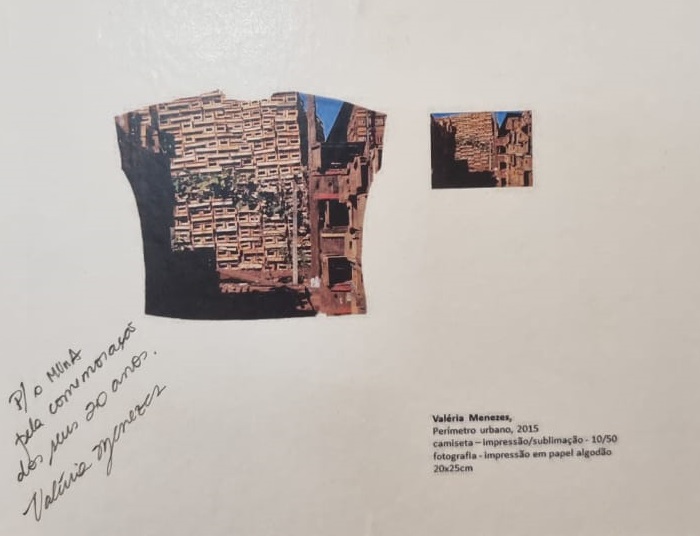 P/ o MUnA
pela comemoração
dos seus 20 anos.
Valéria Menezes
Valéria Menezes,
Perímetro urbano, 2015
camiseta – impressão/sublimação - 10/50
fotografia - impressão em papel algodão
20x25cm